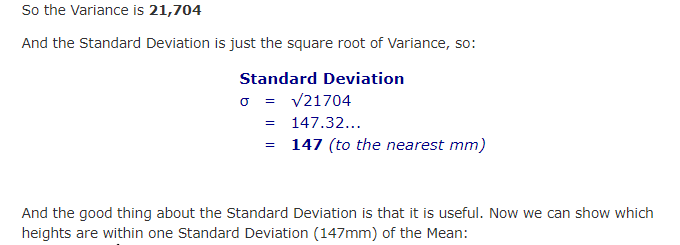 So the Variance is 21,704
And the Standard Deviation is just the square root of Variance, so:
Standard Deviation
σ = √21704
= 147.32...
= 147 (to the nearest mm)
And the good thing about the Standard Deviation is that it is useful. Now we can show which
heights are within one Standard Deviation (147mm) of the Mean: